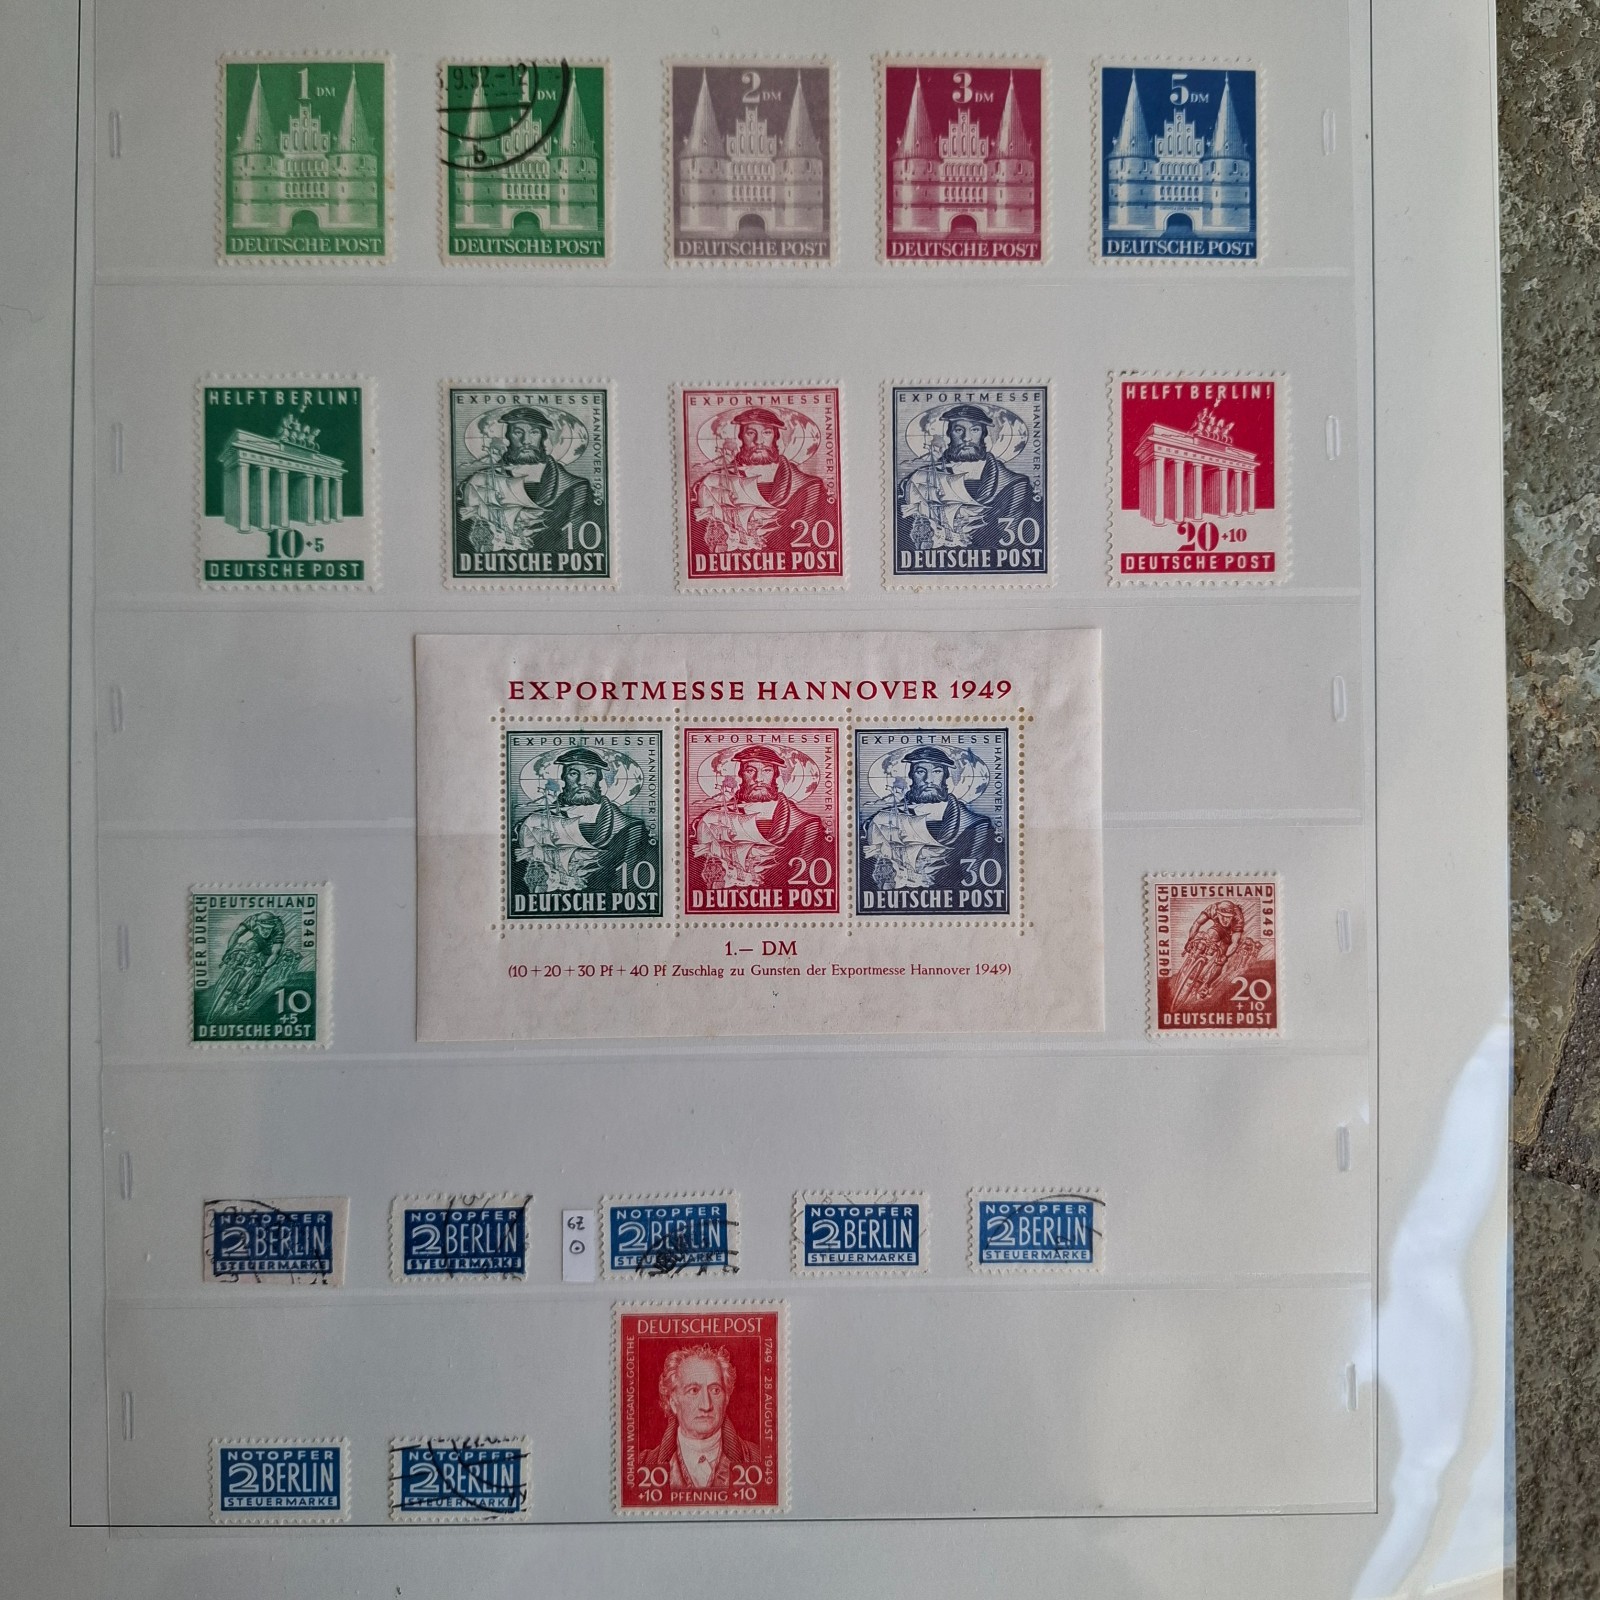 1 DM
DEUTSCHE POST
9.52.-12
1 DM
b
DEUTSCHE POST
2 DM
DEUTSCHE POST
3 DM
DEUTSCHE POST
5 DM
DEUTSCHE POST
HELFT BERLIN!
10+5
DEUTSCHE POST
EXPORTMESSE
HANNOVER 1949
10
DEUTSCHE POST
EXPORTMESSE
HANNOVER 1949
20
DEUTSCHE POST
EXPORTMESSE
HANNOVER 1949
30
DEUTSCHE POST
HELFT BERLIN!
20+10
DEUTSCHE POST
EXPORTMESSE HANNOVER 1949
EXPORTMESSE
HANNOVER 1949
10
DEUTSCHE POST
EXPORTMESSE
HANNOVER 1949
20
DEUTSCHE POST
EXPORTMESSE
HANNOVER 1949
30
DEUTSCHE POST
1.— DM
(10 + 20 + 30 Pf + 40 Pf Zuschlag zu Gunsten der Exportmesse Hannover 1949)
QUER DURCH
DEUTSCHLAND
1949
10
+5
DEUTSCHE POST
QUER DURCH
DEUTSCHLAND
1949
20
+10
DEUTSCHE POST
NOTOPFER
2 BERLIN
STEUERMARKE
NOTOPFER
2 BERLIN
STEUERMARKE
6Z
NOTOPFER
2 BERLIN
STEUERMARKE
NOTOPFER
2 BERLIN
STEUERMARKE
NOTOPFER
2 BERLIN
STEUERMARKE
NOTOPFER
2 BERLIN
STEUERMARKE
NOTOPFER
2 BERLIN
STEUERMARKE
DEUTSCHE POST
JOHANN WOLFGANG v. GOETHE
1749 · 28. AUGUST · 1949
20 20
+10 PFENNIG +10